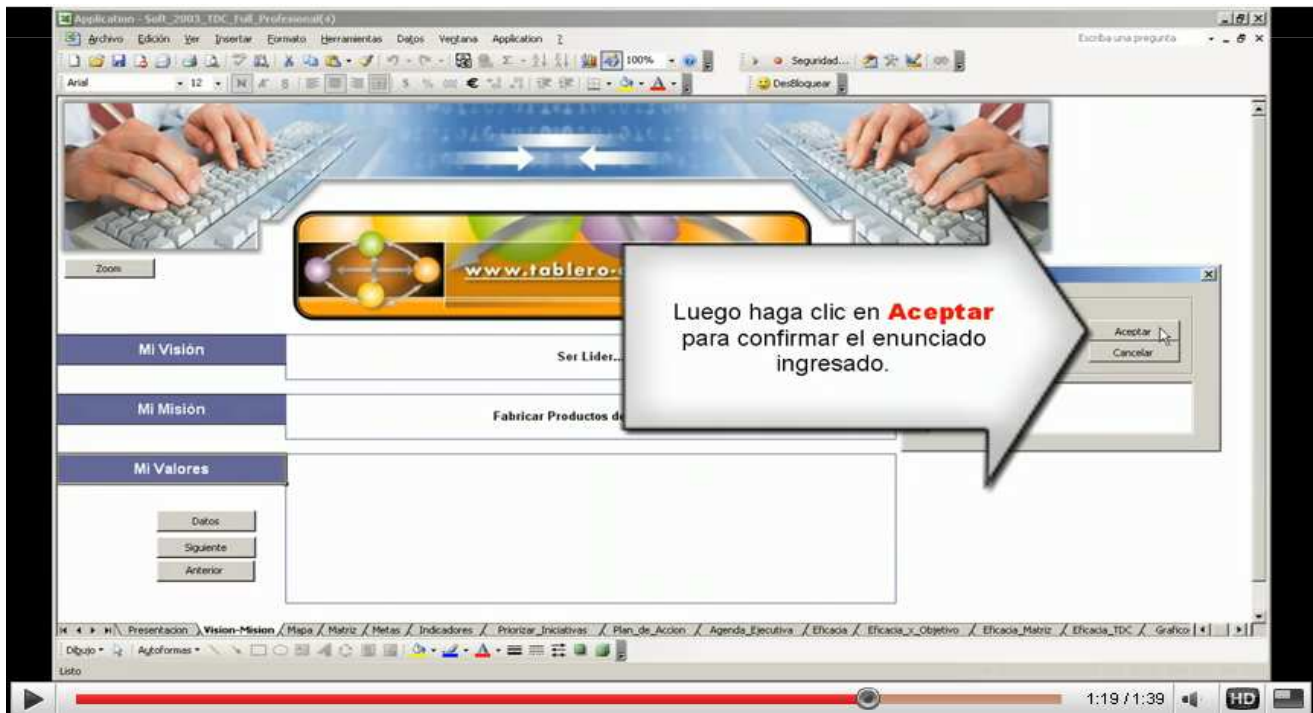 Application - Soft_2003_TDC_Full_Profesional(4)
Archivo Edición Ver Insertar Formato Herramientas Datos Ventana Application ?
Escriba una pregunta
100%
Seguridad...
Arial 12 N K S
DesBloquear
Zoom
www.tablero-
Luego haga clic en Aceptar
para confirmar el enunciado
ingresado.
Aceptar
Cancelar
Mi Visión
Ser Lider...
Mi Misión
Fabricar Productos de
Mi Valores
Datos
Siguiente
Anterior
Presentacion Vision-Mision Mapa Matriz Metas Indicadores Priorizar_Iniciativas Plan_de_Accion Agenda_Ejecutiva Eficacia Eficacia_x_Objetivo Eficacia_Matriz Eficacia_TDC Grafico
Dibujo Autoformas
Listo
1:19 / 1:39 HD